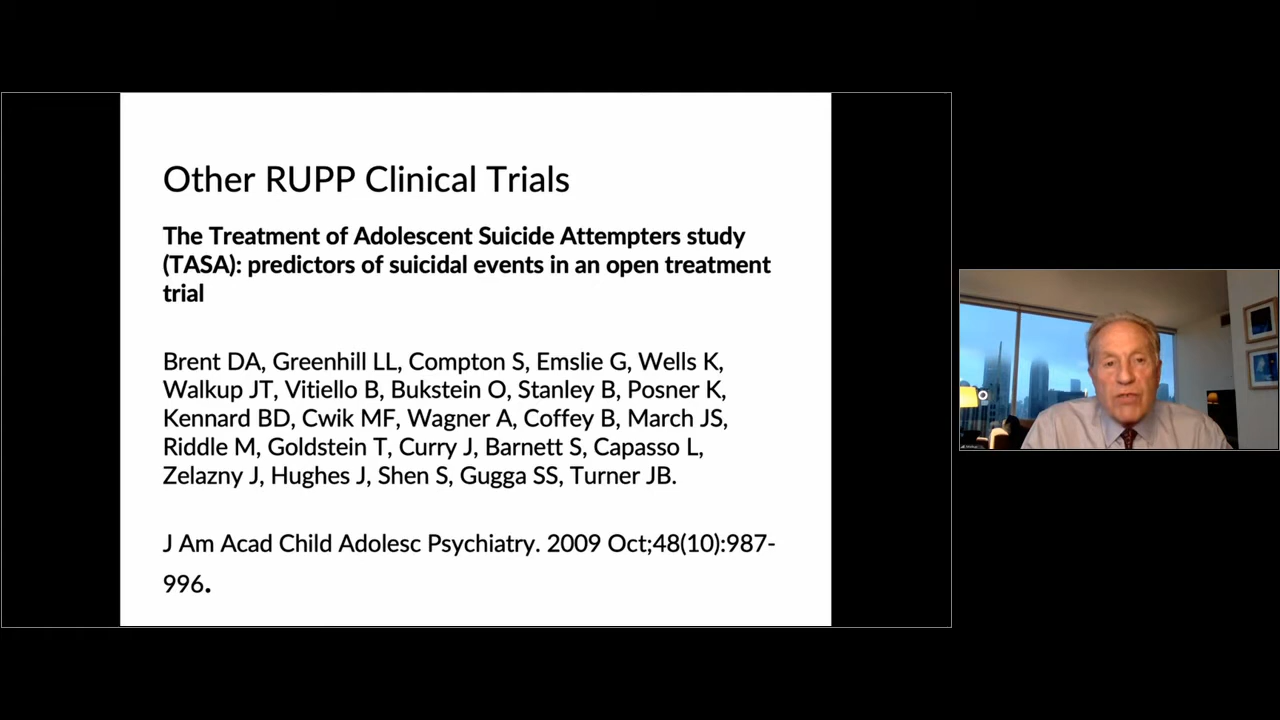 Other RUPP Clinical Trials
The Treatment of Adolescent Suicide Attempters study
(TASA): predictors of suicidal events in an open treatment
trial
Brent DA, Greenhill LL, Compton S, Emslie G, Wells K,
Walkup JT, Vitiello B, Bukstein O, Stanley B, Posner K,
Kennard BD, Cwik MF, Wagner A, Coffey B, March JS,
Riddle M, Goldstein T, Curry J, Barnett S, Capasso L,
Zelazny J, Hughes J, Shen S, Gugga SS, Turner JB.
J Am Acad Child Adolesc Psychiatry. 2009 Oct;48(10):987-
996.